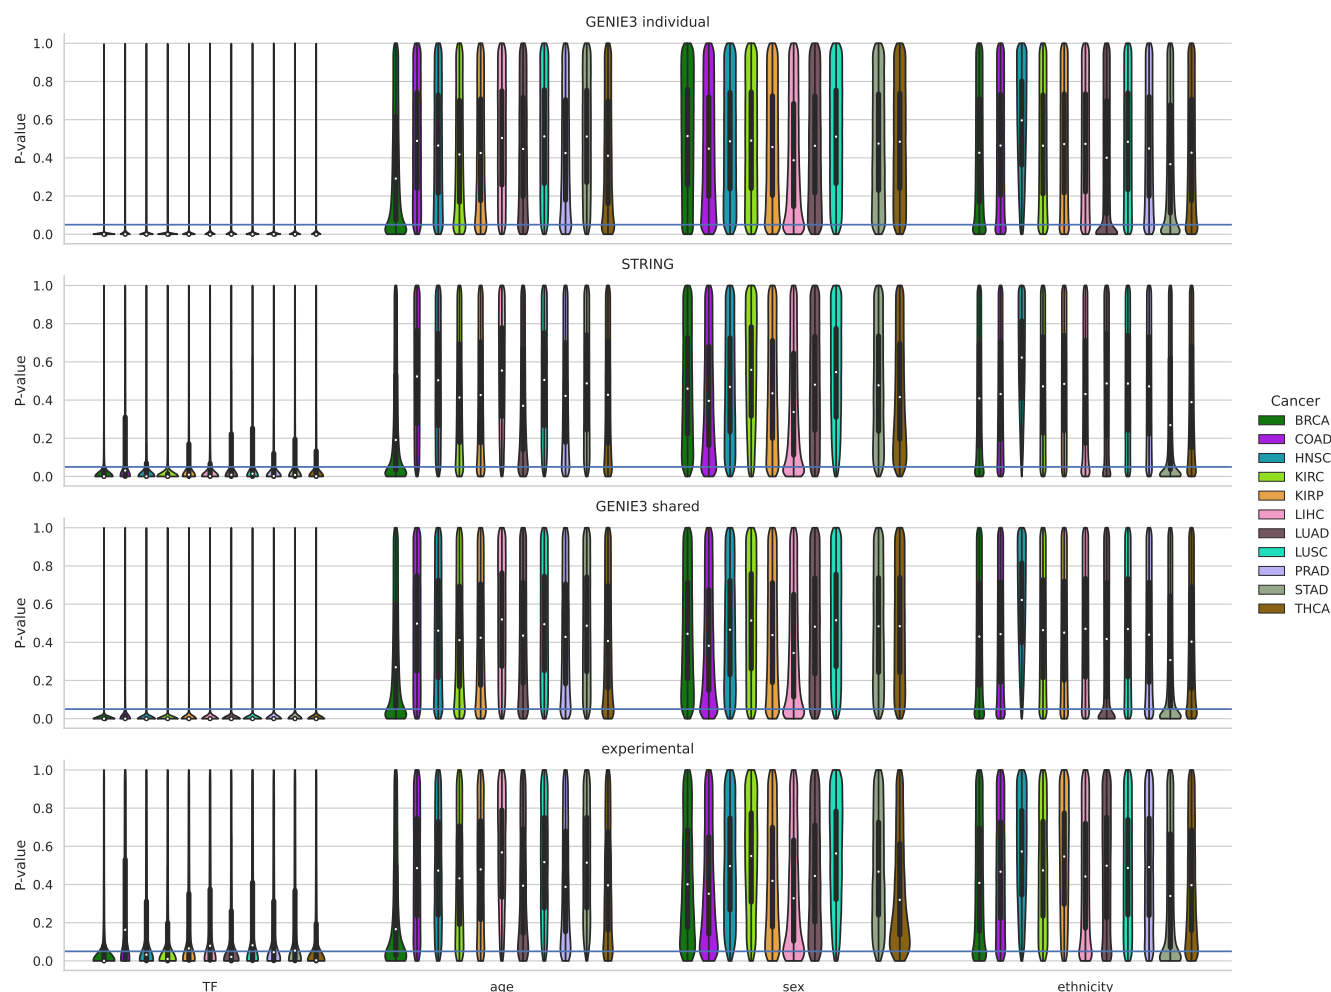 GENIE3 individual
1.0
0.8
0.6
0.4
0.2
0.0
P-value
STRING
1.0
0.8
0.6
0.4
0.2
0.0
P-value
GENIE3 shared
1.0
0.8
0.6
0.4
0.2
0.0
P-value
experimental
1.0
0.8
0.6
0.4
0.2
0.0
P-value
TF age sex ethnicity
Cancer
BRCA
COAD
HNSC
KIRC
KIRP
LIHC
LUAD
LUSC
PRAD
STAD
THCA